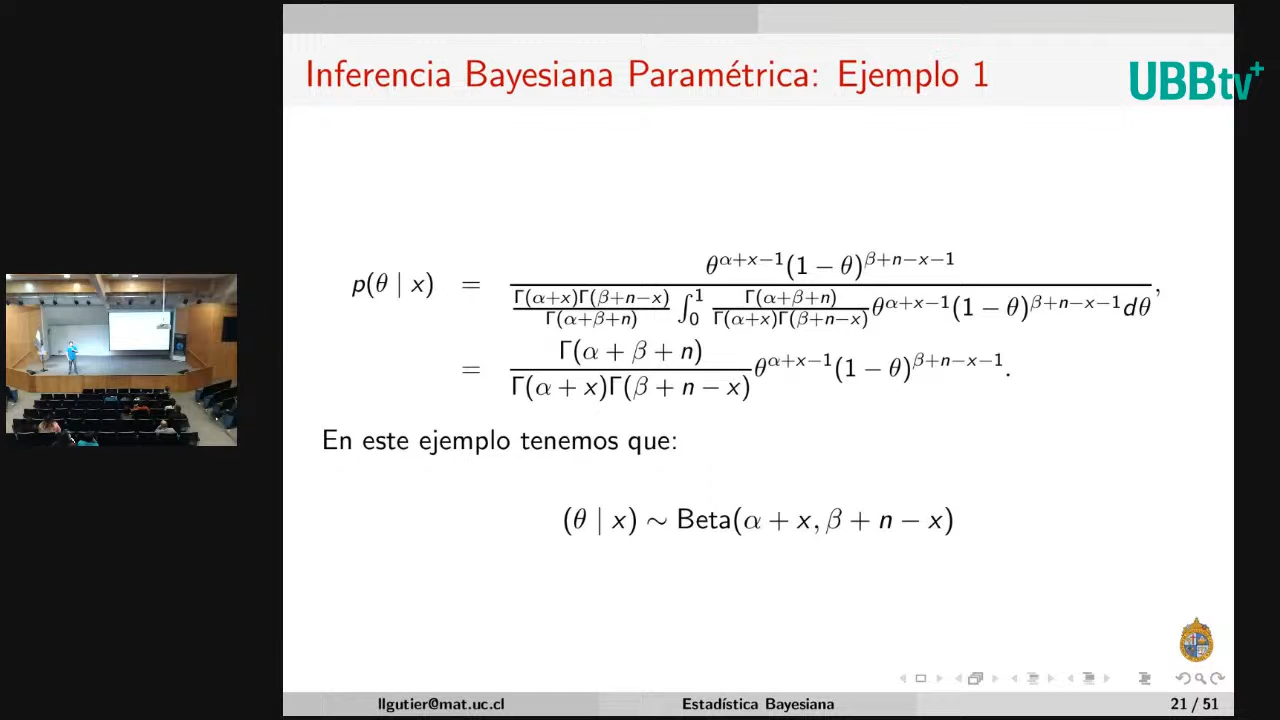 Inferencia Bayesiana Paramétrica: Ejemplo 1
UBBtv+
p(θ | x) = θ^{α+x−1}(1 − θ)^{β+n−x−1} / ( Γ(α+x)Γ(β+n−x) / Γ(α+β+n) ∫_0^1 Γ(α+β+n) / Γ(α+x)Γ(β+n−x) θ^{α+x−1}(1 − θ)^{β+n−x−1}dθ ),
= Γ(α + β + n) / Γ(α + x)Γ(β + n − x) θ^{α+x−1}(1 − θ)^{β+n−x−1}.
En este ejemplo tenemos que:
(θ | x) ∼ Beta(α + x, β + n − x)
llgutier@mat.uc.cl
Estadística Bayesiana
21 / 51